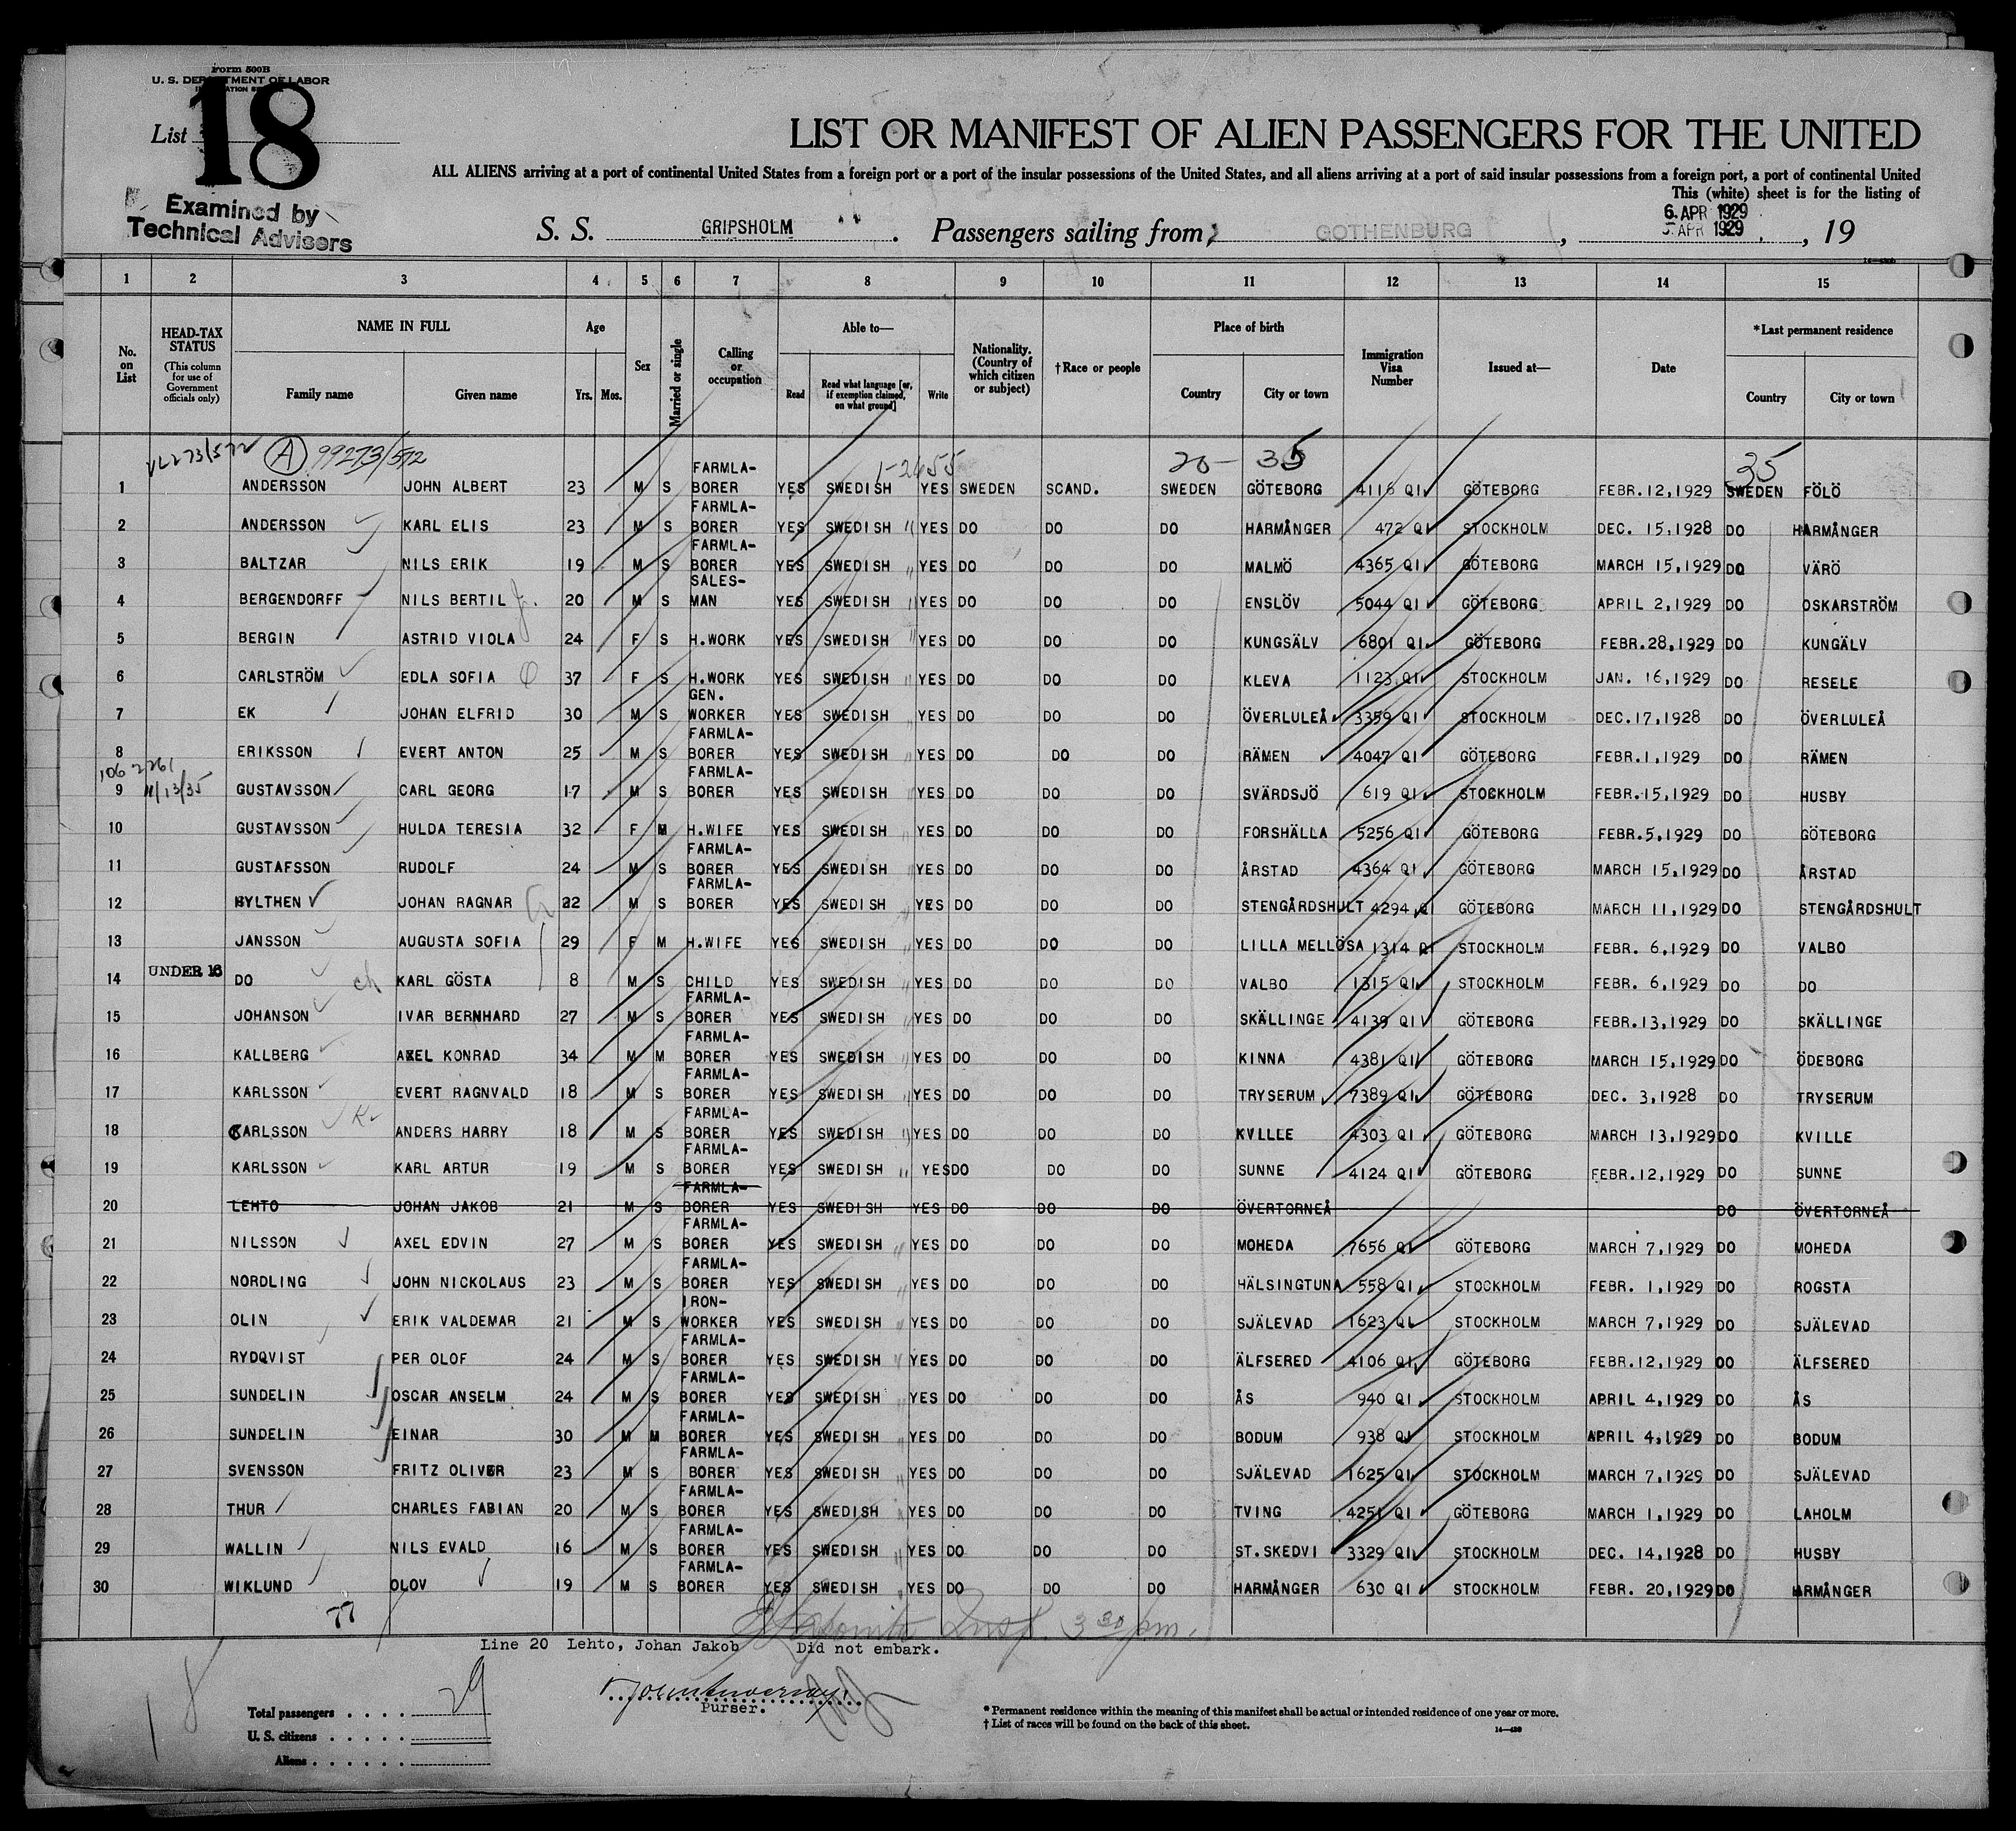 Form 500B
U. S. DEPARTMENT OF LABOR
List 18
Examined by
Technical Advisers
LIST OR MANIFEST OF ALIEN PASSENGERS FOR THE UNITED
ALL ALIENS arriving at a port of continental United States from a foreign port or a port of the insular possessions of the United States, and all aliens arriving at a port of said insular possessions from a foreign port, a port of continental United
This (white) sheet is for the listing of
6. APR 1929
S. S. GRIPSHOLM Passengers sailing from, GOTHENBURG, APR 1929, 19
1 2 3 4 5 6 7 8 9 10 11 12 13 14 15
No. on List HEAD-TAX STATUS (This column for use of Government officials only) NAME IN FULL Family name Given name Age Yrs. Mos. Sex Married or single Calling or occupation Able to— Read Read what language [or, if exemption claimed, on what ground] Write Nationality. (Country of which citizen or subject) †Race or people Place of birth Country City or town Immigration Visa Number Issued at— Date *Last permanent residence Country City or town
A 99273/572 20 - 35 35
1 ANDERSSON JOHN ALBERT 23 M S FARMLA-BORER YES SWEDISH YES SWEDEN SCAND. SWEDEN GÖTEBORG 4116 QI GÖTEBORG FEBR.12,1929 SWEDEN FÖLÖ
2 ANDERSSON KARL ELIS 23 M S FARMLA-BORER YES SWEDISH YES DO DO DO HARMÅNGER 472 QI STOCKHOLM DEC. 15,1928 DO HARMÅNGER
3 BALTZAR NILS ERIK 19 M S FARMLA-BORER YES SWEDISH YES DO DO DO MALMÖ 4365 QI GÖTEBORG MARCH 15,1929 DO VÄRÖ
4 BERGENDORFF NILS BERTIL 20 M S SALES-MAN YES SWEDISH YES DO DO DO ENSLÖV 5044 QI GÖTEBORG APRIL 2,1929 DO OSKARSTRÖM
5 BERGIN ASTRID VIOLA 24 F S H.WORK YES SWEDISH YES DO DO DO KUNGSÄLV 6801 QI GÖTEBORG FEBR.28,1929 DO KUNGÄLV
6 CARLSTRÖM EDLA SOFIA 37 F S H.WORK YES SWEDISH YES DO DO DO KLEVA 1123 QI STOCKHOLM JAN. 16,1929 DO RESELE
7 EK JOHAN ELFRID 30 M S GEN. WORKER YES SWEDISH YES DO DO DO ÖVERLULEÅ 3359 QI STOCKHOLM DEC.17,1928 DO ÖVERLULEÅ
8 ERIKSSON EVERT ANTON 25 M S FARMLA-BORER YES SWEDISH YES DO DO DO RÄMEN 4047 QI GÖTEBORG FEBR.1,1929 DO RÄMEN
9 GUSTAVSSON CARL GEORG 17 M S FARMLA-BORER YES SWEDISH YES DO DO DO SVÄRDSJÖ 619 QI STOCKHOLM FEBR.15,1929 DO HUSBY
10 GUSTAVSSON HULDA TERESIA 32 F M H.WIFE YES SWEDISH YES DO DO DO FORSHÄLLA 5256 QI GÖTEBORG FEBR.5,1929 DO GÖTEBORG
11 GUSTAFSSON RUDOLF 24 M S FARMLA-BORER YES SWEDISH YES DO DO DO ÅRSTAD 4364 QI GÖTEBORG MARCH 15,1929 DO ÅRSTAD
12 HYLTHEN JOHAN RAGNAR 22 M S FARMLA-BORER YES SWEDISH YES DO DO DO STENGÅRDSHULT 4294 QI GÖTEBORG MARCH 11,1929 DO STENGÅRDSHULT
13 JANSSON AUGUSTA SOFIA 29 F M H.WIFE YES SWEDISH YES DO DO DO LILLA MELLÖSA 1314 QI STOCKHOLM FEBR. 6,1929 DO VALBO
14 UNDER 16 DO KARL GÖSTA 8 M S CHILD YES SWEDISH YES DO DO DO VALBO 1315 QI STOCKHOLM FEBR. 6,1929 DO DO
15 JOHANSON IVAR BERNHARD 27 M S FARMLA-BORER YES SWEDISH YES DO DO DO SKÄLLINGE 4139 QI GÖTEBORG FEBR.13,1929 DO SKÄLLINGE
16 KALLBERG AXEL KONRAD 34 M M FARMLA-BORER YES SWEDISH YES DO DO DO KINNA 4381 QI GÖTEBORG MARCH 15,1929 DO ÖDEBORG
17 KARLSSON EVERT RAGNVALD 18 M S FARMLA-BORER YES SWEDISH YES DO DO DO TRYSERUM 7389 QI GÖTEBORG DEC. 3,1928 DO TRYSERUM
18 CARLSSON ANDERS HARRY 18 M S FARMLA-BORER YES SWEDISH YES DO DO DO KVILLE 4303 QI GÖTEBORG MARCH 13,1929 DO KVILLE
19 KARLSSON KARL ARTUR 19 M S FARMLA-BORER YES SWEDISH YES DO DO DO SUNNE 4124 QI GÖTEBORG FEBR.12,1929 DO SUNNE
20 LEHTO JOHAN JAKOB 21 M S FARMLA-BORER YES SWEDISH YES DO DO DO ÖVERTORNEÅ DO ÖVERTORNEÅ
21 NILSSON AXEL EDVIN 27 M S FARMLA-BORER YES SWEDISH YES DO DO DO MOHEDA 7656 QI GÖTEBORG MARCH 7,1929 DO MOHEDA
22 NORDLING JOHN NICKOLAUS 23 M S FARMLA-BORER YES SWEDISH YES DO DO DO HÄLSINGTUNA 558 QI STOCKHOLM FEBR. 1,1929 DO ROGSTA
23 OLIN ERIK VALDEMAR 21 M S IRON-WORKER YES SWEDISH YES DO DO DO SJÄLEVAD 1623 QI STOCKHOLM MARCH 7,1929 DO SJÄLEVAD
24 RYDQVIST PER OLOF 24 M S FARMLA-BORER YES SWEDISH YES DO DO DO ÄLFSERED 4106 QI GÖTEBORG FEBR.12,1929 DO ÄLFSERED
25 SUNDELIN OSCAR ANSELM 24 M S FARMLA-BORER YES SWEDISH YES DO DO DO ÅS 940 QI STOCKHOLM APRIL 4,1929 DO ÅS
26 SUNDELIN EINAR 30 M M FARMLA-BORER YES SWEDISH YES DO DO DO BODUM 938 QI STOCKHOLM APRIL 4,1929 DO BODUM
27 SVENSSON FRITZ OLIVER 23 M S FARMLA-BORER YES SWEDISH YES DO DO DO SJÄLEVAD 1625 QI STOCKHOLM MARCH 7,1929 DO SJÄLEVAD
28 THUR CHARLES FABIAN 20 M S FARMLA-BORER YES SWEDISH YES DO DO DO TVING 4251 QI GÖTEBORG MARCH 1,1929 DO LAHOLM
29 WALLIN NILS EVALD 16 M S FARMLA-BORER YES SWEDISH YES DO DO DO ST.SKEDVI 3329 QI STOCKHOLM DEC. 14,1928 DO HUSBY
30 WIKLUND OLOV 19 M S FARMLA-BORER YES SWEDISH YES DO DO DO HARMÅNGER 630 QI STOCKHOLM FEBR. 20,1929 DO HARMÅNGER
Insp. 3 30 pm.
Line 20 Lehto, Johan Jakob Did not embark.
18
Total passengers . . . . 29
Purser.
U. S. citizens . . . . .
Aliens . . . . . .
* Permanent residence within the meaning of this manifest shall be actual or intended residence of one year or more.
† List of races will be found on the back of this sheet.